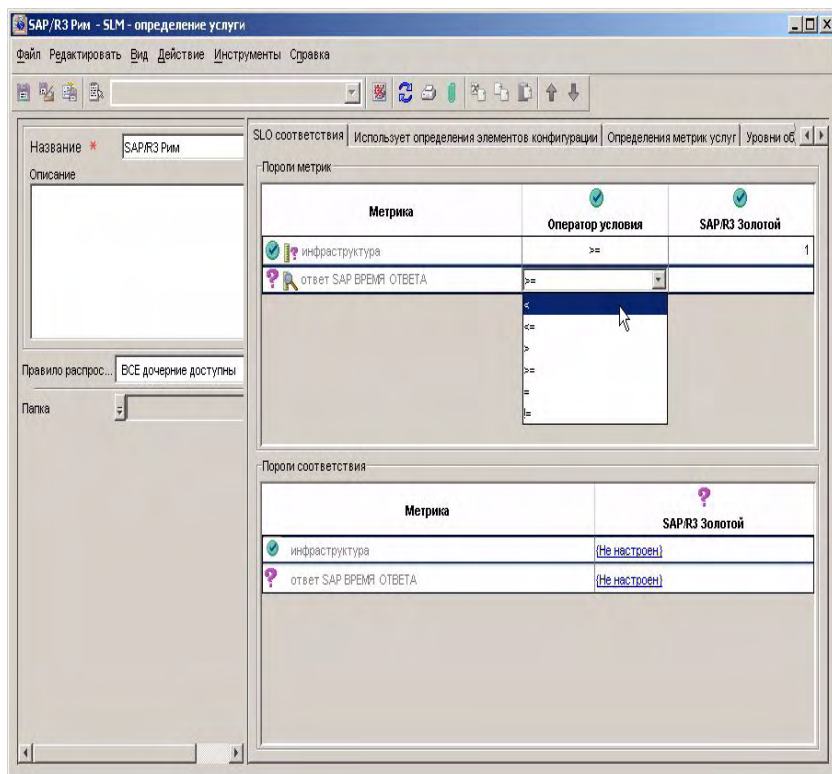 SAP/R3 Рим - SLM - определение услуги
Файл Редактировать Вид Действие Инструменты Справка
Название * SAP/R3 Рим
Описание
Правило распрос... ВСЕ дочерние доступны
Папка
SLO соответствия Использует определения элементов конфигурации Определения метрик услуг Уровни об
Пороги метрик
Метрика Оператор условия SAP/R3 Золотой
инфраструктура >= 1
ответ SAP ВРЕМЯ ОТВЕТА >=
<
<=
>
>=
=
!=
Пороги соответствия
Метрика SAP/R3 Золотой
инфраструктура {Не настроен}
ответ SAP ВРЕМЯ ОТВЕТА {Не настроен}